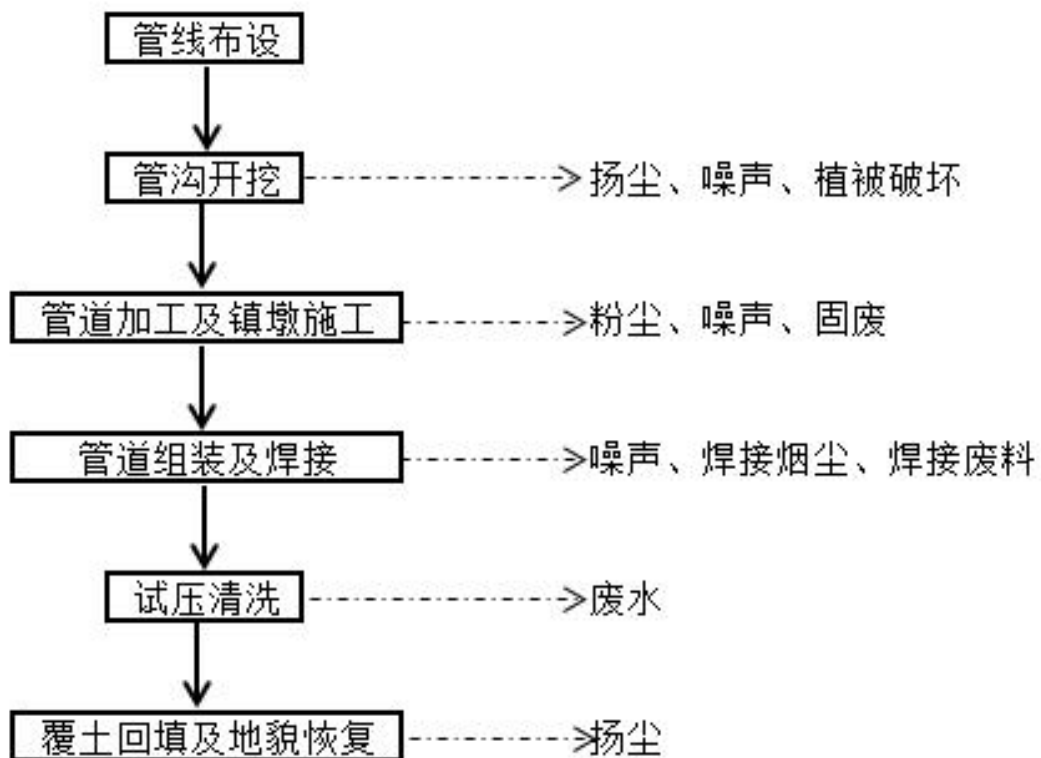 管线布设
管沟开挖
扬尘、噪声、植被破坏
管道加工及镇墩施工
粉尘、噪声、固废
管道组装及焊接
噪声、焊接烟尘、焊接废料
试压清洗
废水
覆土回填及地貌恢复
扬尘